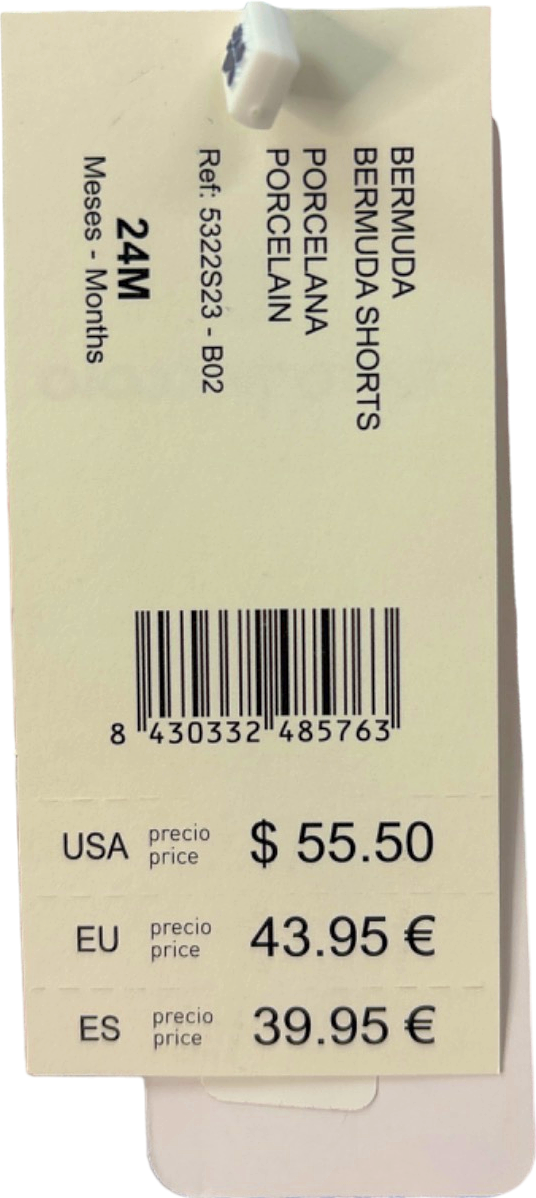 BERMUDA
BERMUDA SHORTS
PORCELANA
PORCELAIN
Ref: 5322S23 - B02
24M
Meses - Months
8 430332 485763
USA precio price $ 55.50
EU precio price 43.95 €
ES precio price 39.95 €